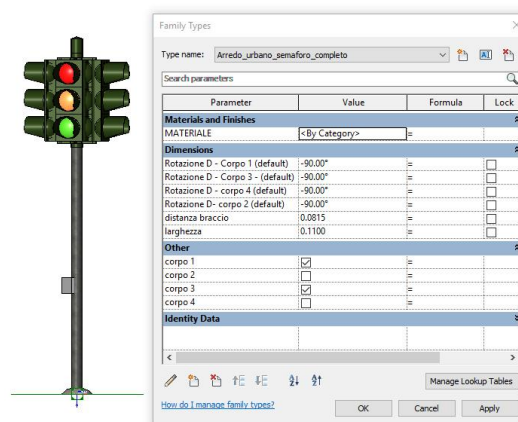 Family Types
Type name: Arredo_urbano_semaforo_completo
Search parameters
Parameter Value Formula Lock
Materials and Finishes
MATERIALE <By Category> =
Dimensions
Rotazione D - Corpo 1 (default) -90.00° =
Rotazione D - Corpo 3 - (default) -90.00° =
Rotazione D - corpo 4 (default) -90.00° =
Rotazione D- corpo 2 (default) -90.00° =
distanza braccio 0.0815 =
larghezza 0.1100 =
Other
corpo 1 =
corpo 2 =
corpo 3 =
corpo 4 =
Identity Data
Manage Lookup Tables
How do I manage family types?
OK Cancel Apply